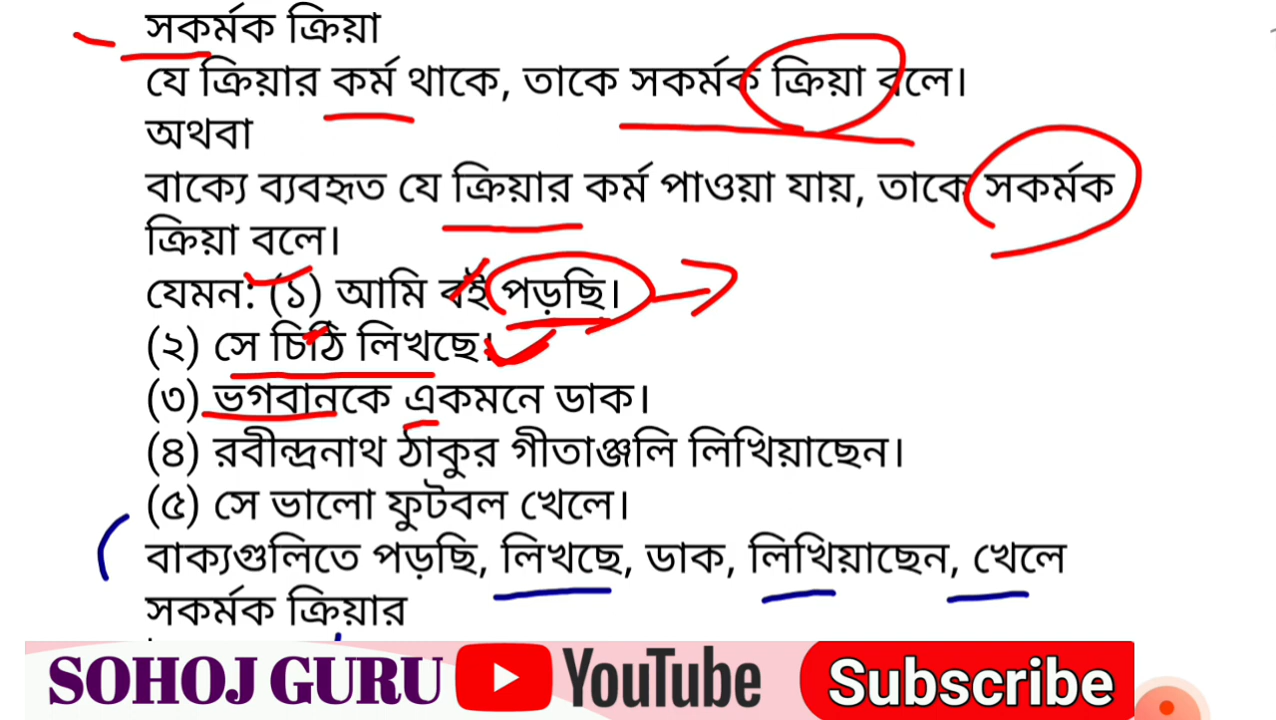 সকর্মক ক্রিয়া
যে ক্রিয়ার কর্ম থাকে, তাকে সকর্মক ক্রিয়া বলে।
অথবা
বাক্যে ব্যবহৃত যে ক্রিয়ার কর্ম পাওয়া যায়, তাকে সকর্মক
ক্রিয়া বলে।
যেমন: (১) আমি বই পড়ছি।
(২) সে চিঠি লিখছে।
(৩) ভগবানকে একমনে ডাক।
(৪) রবীন্দ্রনাথ ঠাকুর গীতাঞ্জলি লিখিয়াছেন।
(৫) সে ভালো ফুটবল খেলে।
বাক্যগুলিতে পড়ছি, লিখছে, ডাক, লিখিয়াছেন, খেলে
সকর্মক ক্রিয়ার
SOHOJ GURU YouTube Subscribe